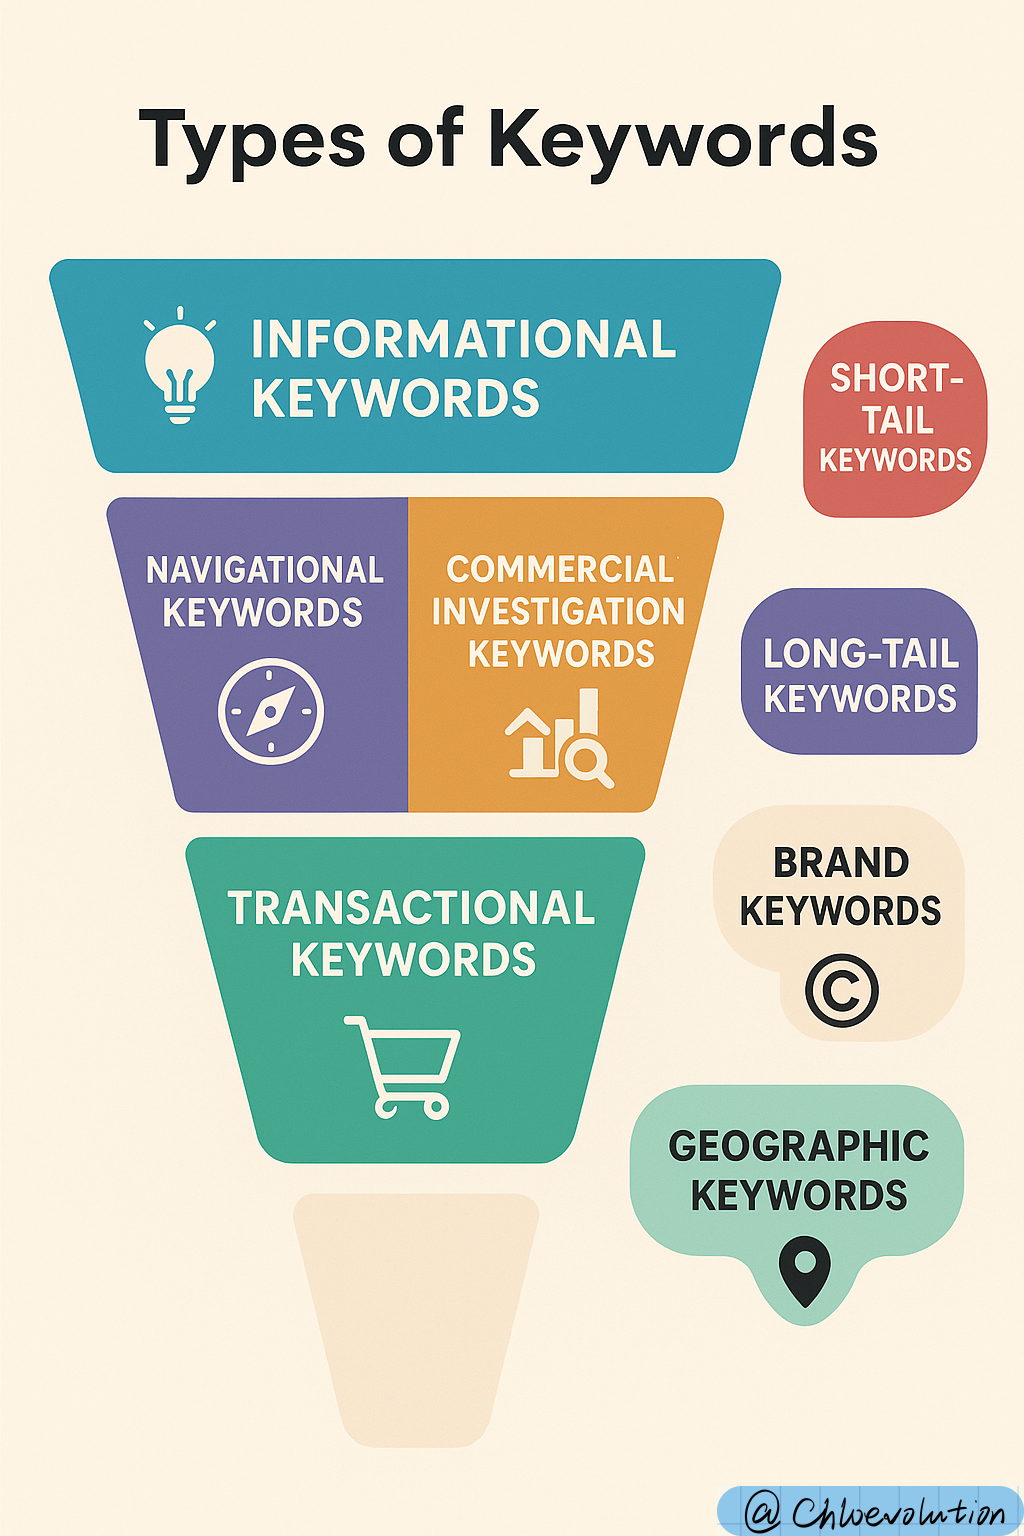 Types of Keywords
INFORMATIONAL
KEYWORDS
NAVIGATIONAL
KEYWORDS
COMMERCIAL
INVESTIGATION
KEYWORDS
TRANSACTIONAL
KEYWORDS
SHORT-
TAIL
KEYWORDS
LONG-TAIL
KEYWORDS
BRAND
KEYWORDS
©
GEOGRAPHIC
KEYWORDS
@Chloevolution